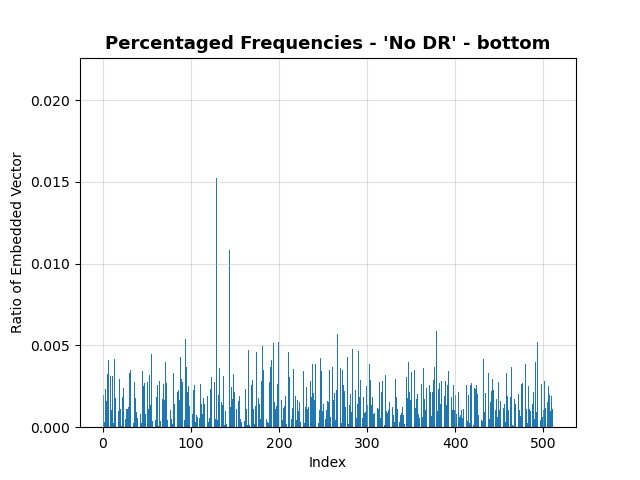 Percentaged Frequencies - 'No DR' - bottom
0.020
0.015
0.010
0.005
0.000
Ratio of Embedded Vector
0 100 200 300 400 500
Index